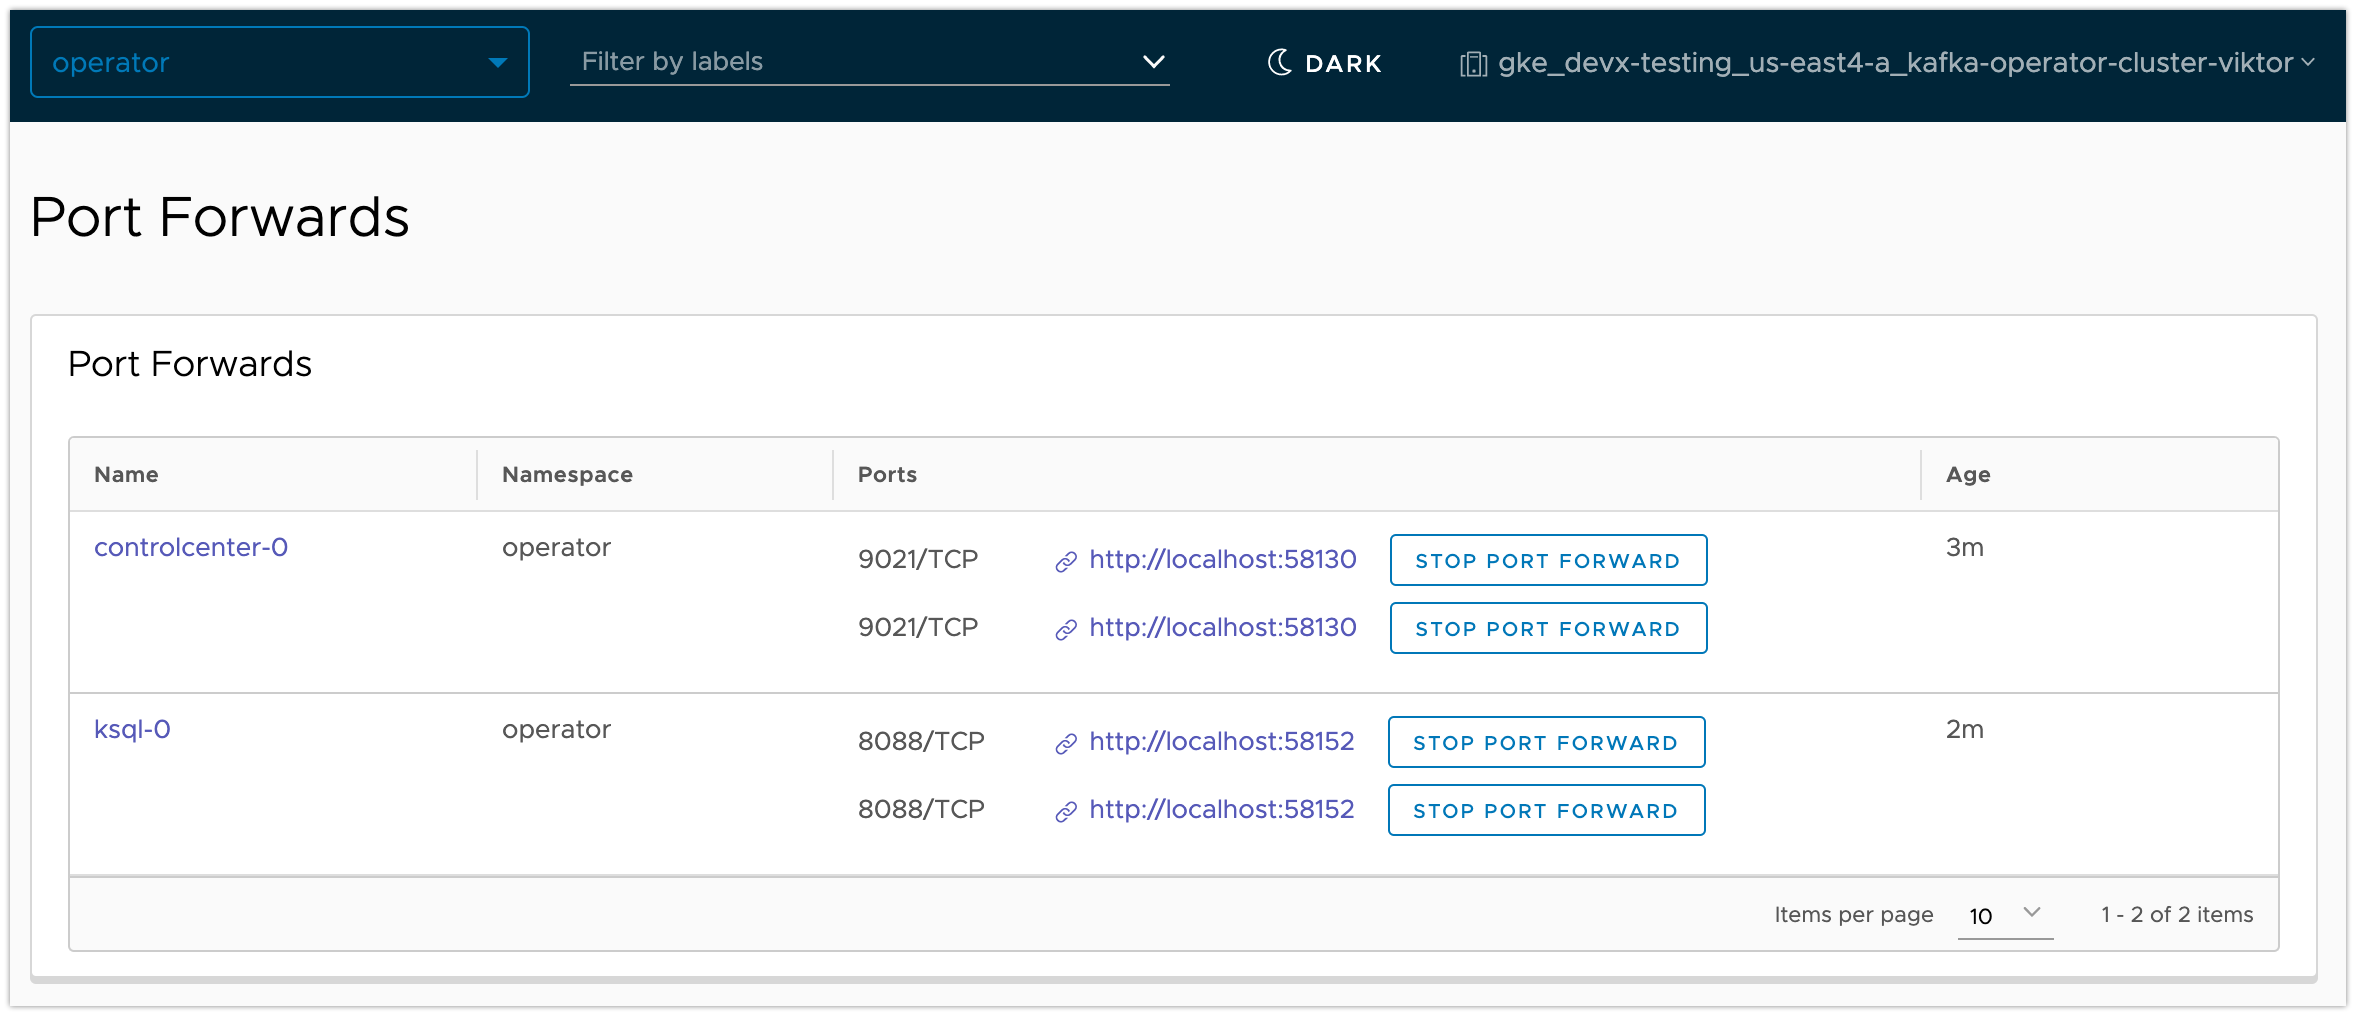 operator
Filter by labels
DARK
gke_devx-testing_us-east4-a_kafka-operator-cluster-viktor
Port Forwards
Port Forwards
Name Namespace Ports Age
controlcenter-0 operator 9021/TCP http://localhost:58130 STOP PORT FORWARD 3m
9021/TCP http://localhost:58130 STOP PORT FORWARD
ksql-0 operator 8088/TCP http://localhost:58152 STOP PORT FORWARD 2m
8088/TCP http://localhost:58152 STOP PORT FORWARD
Items per page 10 1 - 2 of 2 items